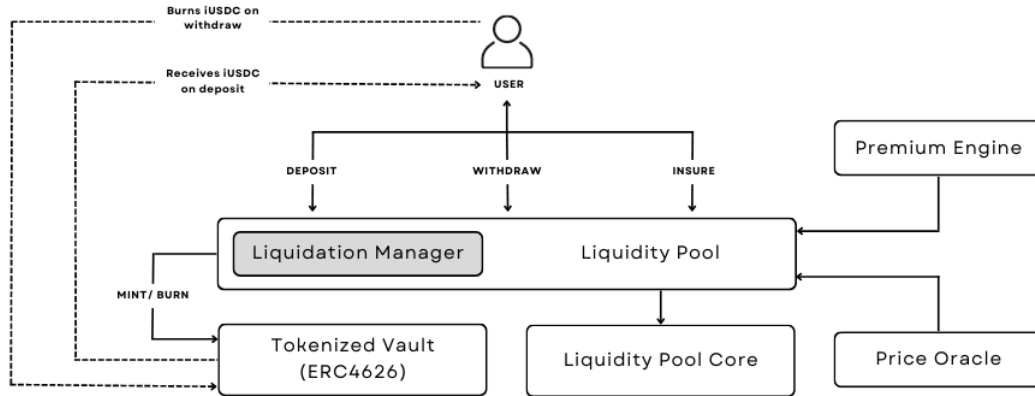 Burns iUSDC on
withdraw
Receives iUSDC
on deposit
USER
DEPOSIT
WITHDRAW
INSURE
Premium Engine
Liquidation Manager
Liquidity Pool
MINT/ BURN
Tokenized Vault
(ERC4626)
Liquidity Pool Core
Price Oracle